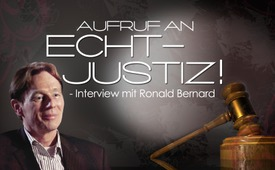 AUFRUF AN
ECHT-
JUSTIZ!
- Interview mit Ronald Bernard